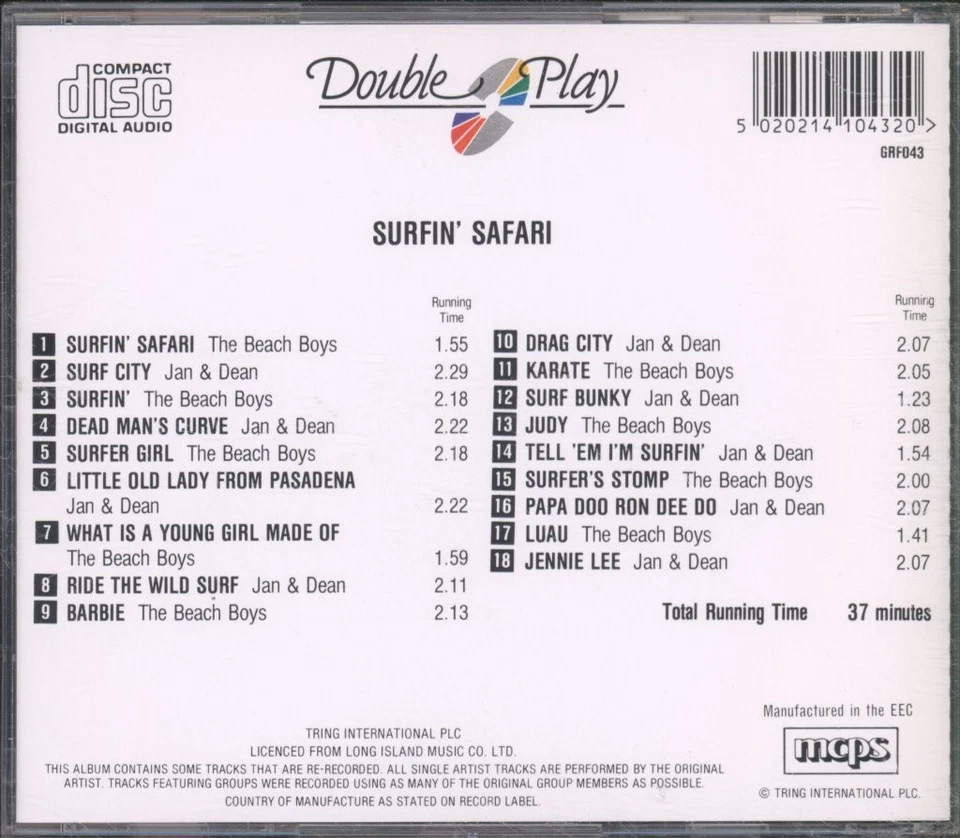 COMPACT
disc
DIGITAL AUDIO
Double Play
5 020214 104320 >
GRF043
SURFIN' SAFARI
Running
Time
1 SURFIN' SAFARI The Beach Boys 1.55
2 SURF CITY Jan & Dean 2.29
3 SURFIN' The Beach Boys 2.18
4 DEAD MAN'S CURVE Jan & Dean 2.22
5 SURFER GIRL The Beach Boys 2.18
6 LITTLE OLD LADY FROM PASADENA
Jan & Dean 2.22
7 WHAT IS A YOUNG GIRL MADE OF
The Beach Boys 1.59
8 RIDE THE WILD SURF Jan & Dean 2.11
9 BARBIE The Beach Boys 2.13
Running
Time
10 DRAG CITY Jan & Dean 2.07
11 KARATE The Beach Boys 2.05
12 SURF BUNKY Jan & Dean 1.23
13 JUDY The Beach Boys 2.08
14 TELL 'EM I'M SURFIN' Jan & Dean 1.54
15 SURFER'S STOMP The Beach Boys 2.00
16 PAPA DOO RON DEE DO Jan & Dean 2.07
17 LUAU The Beach Boys 1.41
18 JENNIE LEE Jan & Dean 2.07
Total Running Time 37 minutes
TRING INTERNATIONAL PLC
LICENCED FROM LONG ISLAND MUSIC CO. LTD.
THIS ALBUM CONTAINS SOME TRACKS THAT ARE RE-RECORDED. ALL SINGLE ARTIST TRACKS ARE PERFORMED BY THE ORIGINAL
ARTIST. TRACKS FEATURING GROUPS WERE RECORDED USING AS MANY OF THE ORIGINAL GROUP MEMBERS AS POSSIBLE.
COUNTRY OF MANUFACTURE AS STATED ON RECORD LABEL.
Manufactured in the EEC
mcps
© TRING INTERNATIONAL PLC.